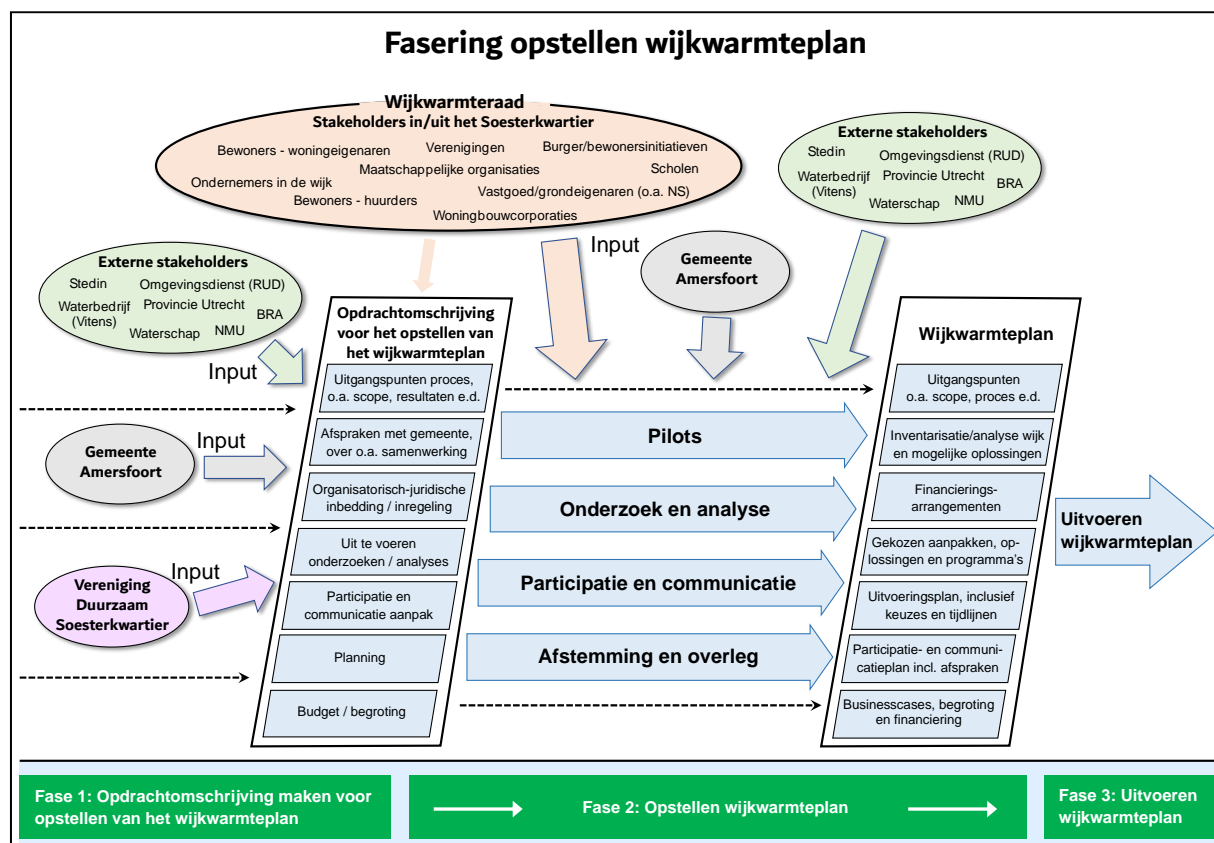 Fasering opstellen wijkwarmteplan
Wijkwarmteraad
Stakeholders in/uit het Soesterkwartier
Bewoners - woningeigenaren
Verenigingen
Burger/bewonersinitiatieven
Maatschappelijke organisaties
Scholen
Ondernemers in de wijk
Vastgoed/grondeigenaren (o.a. NS)
Bewoners - huurders
Woningbouwcorporaties
Externe stakeholders
Stedin
Omgevingsdienst (RUD)
Waterbedrijf
(Vitens)
Provincie Utrecht
BRA
Waterschap
NMU
Input
Gemeente
Amersfoort
Externe stakeholders
Stedin
Omgevingsdienst (RUD)
Waterbedrijf
(Vitens)
Provincie Utrecht
BRA
Waterschap
NMU
Input
Gemeente
Amersfoort
Input
Vereniging
Duurzaam
Soesterkwartier
Input
Opdrachtomschrijving
voor het opstellen van
het wijkwarmteplan
Uitgangspunten proces,
o.a. scope, resultaten e.d.
Afspraken met gemeente,
over o.a. samenwerking
Organisatorisch-juridische
inbedding / inregeling
Uit te voeren
onderzoeken / analyses
Participatie en
communicatie aanpak
Planning
Budget / begroting
Pilots
Onderzoek en analyse
Participatie en communicatie
Afstemming en overleg
Wijkwarmteplan
Uitgangspunten
o.a. scope, proces e.d.
Inventarisatie/analyse wijk
en mogelijke oplossingen
Financierings-
arrangementen
Gekozen aanpakken, op-
lossingen en programma's
Uitvoeringsplan, inclusief
keuzes en tijdlijnen
Participatie- en communi-
catieplan incl. afspraken
Businesscases, begroting
en financiering
Uitvoeren
wijkwarmteplan
Fase 1: Opdrachtomschrijving maken voor
opstellen van het wijkwarmteplan
Fase 2: Opstellen wijkwarmteplan
Fase 3: Uitvoeren
wijkwarmteplan